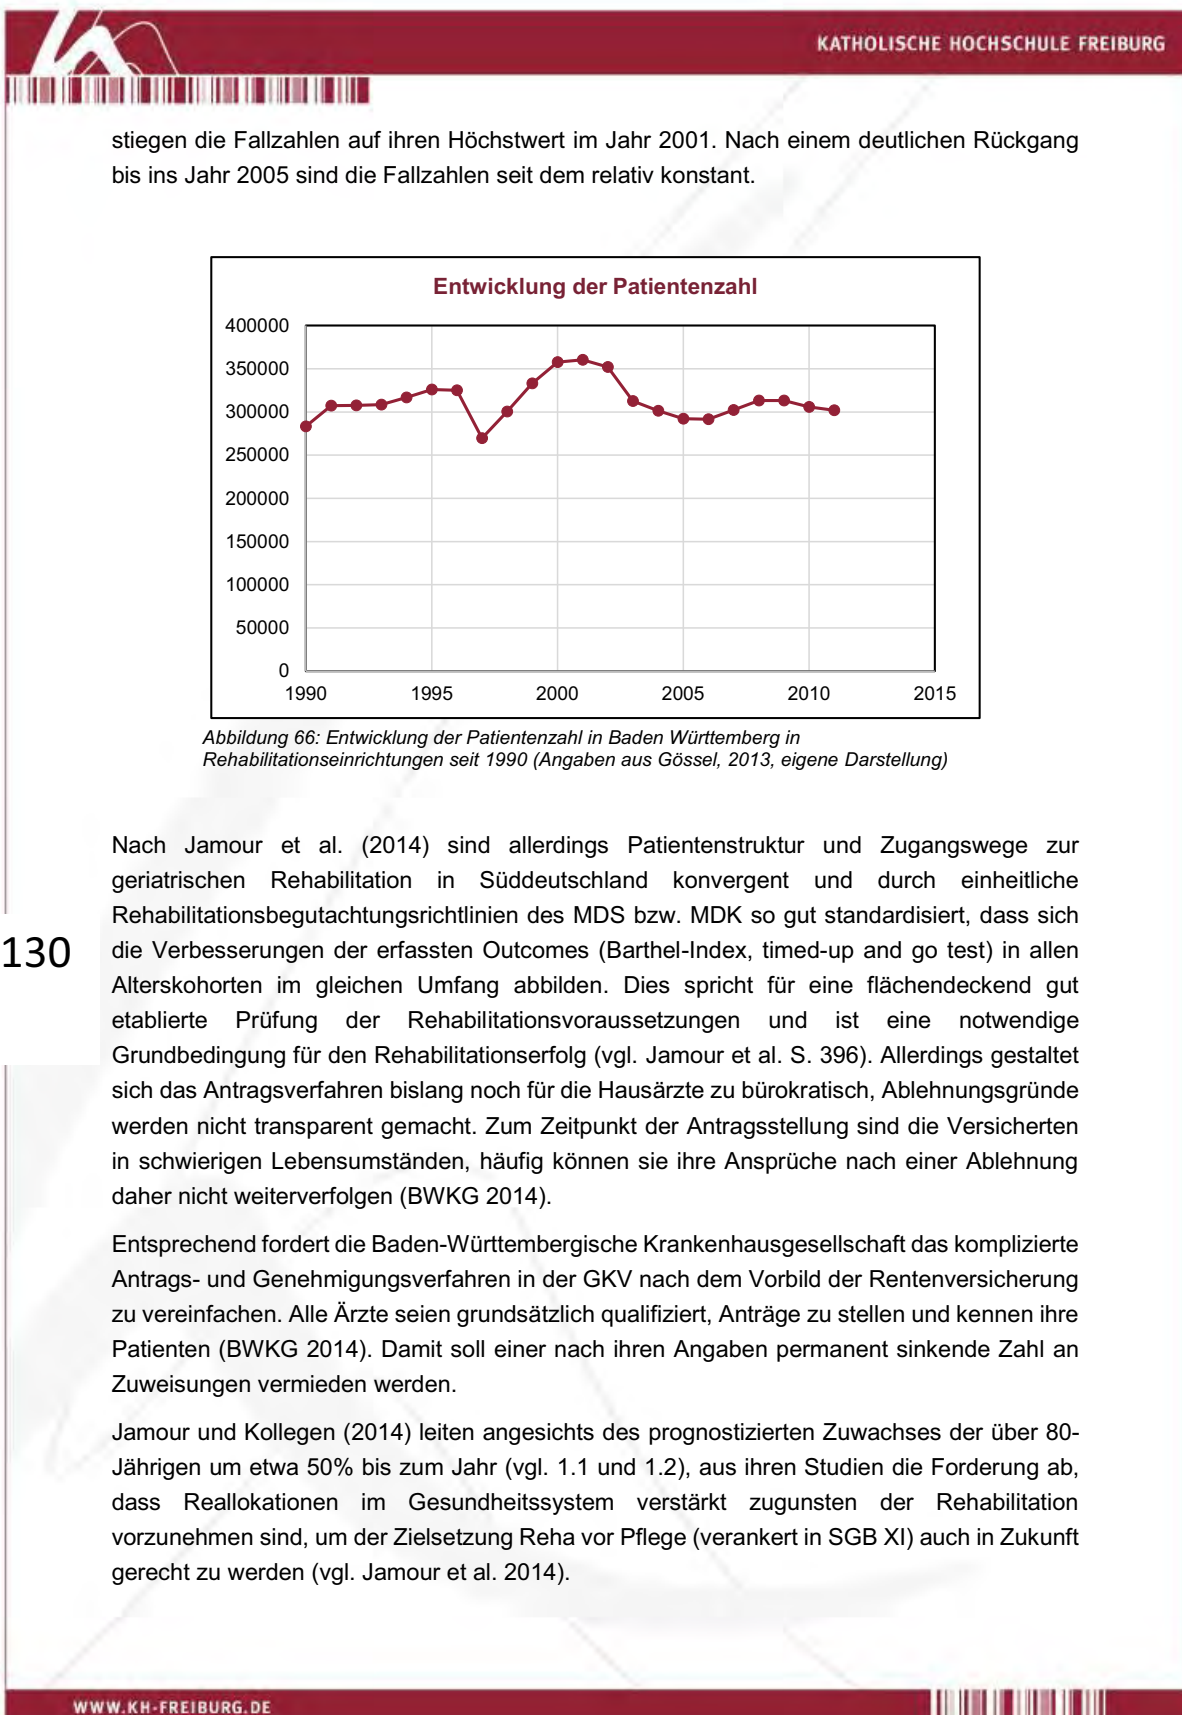 KATHOLISCHE HOCHSCHULE FREIBURG
stiegen die Fallzahlen auf ihren Höchstwert im Jahr 2001. Nach einem deutlichen Rückgang
bis ins Jahr 2005 sind die Fallzahlen seit dem relativ konstant.
Entwicklung der Patientenzahl
400000
350000
300000
250000
200000
150000
100000
50000
0
1990 1995 2000 2005 2010 2015
Abbildung 66: Entwicklung der Patientenzahl in Baden Württemberg in
Rehabilitationseinrichtungen seit 1990 (Angaben aus Gössel, 2013, eigene Darstellung)
Nach Jamour et al. (2014) sind allerdings Patientenstruktur und Zugangswege zur
geriatrischen Rehabilitation in Süddeutschland konvergent und durch einheitliche
Rehabilitationsbegutachtungsrichtlinien des MDS bzw. MDK so gut standardisiert, dass sich
130
die Verbesserungen der erfassten Outcomes (Barthel-Index, timed-up and go test) in allen
Alterskohorten im gleichen Umfang abbilden. Dies spricht für eine flächendeckend gut
etablierte Prüfung der Rehabilitationsvoraussetzungen und ist eine notwendige
Grundbedingung für den Rehabilitationserfolg (vgl. Jamour et al. S. 396). Allerdings gestaltet
sich das Antragsverfahren bislang noch für die Hausärzte zu bürokratisch, Ablehnungsgründe
werden nicht transparent gemacht. Zum Zeitpunkt der Antragsstellung sind die Versicherten
in schwierigen Lebensumständen, häufig können sie ihre Ansprüche nach einer Ablehnung
daher nicht weiterverfolgen (BWKG 2014).
Entsprechend fordert die Baden-Württembergische Krankenhausgesellschaft das komplizierte
Antrags- und Genehmigungsverfahren in der GKV nach dem Vorbild der Rentenversicherung
zu vereinfachen. Alle Ärzte seien grundsätzlich qualifiziert, Anträge zu stellen und kennen ihre
Patienten (BWKG 2014). Damit soll einer nach ihren Angaben permanent sinkende Zahl an
Zuweisungen vermieden werden.
Jamour und Kollegen (2014) leiten angesichts des prognostizierten Zuwachses der über 80-
Jährigen um etwa 50% bis zum Jahr (vgl. 1.1 und 1.2), aus ihren Studien die Forderung ab,
dass Reallokationen im Gesundheitssystem verstärkt zugunsten der Rehabilitation
vorzunehmen sind, um der Zielsetzung Reha vor Pflege (verankert in SGB XI) auch in Zukunft
gerecht zu werden (vgl. Jamour et al. 2014).
WWW.KH-FREIBURG.DE